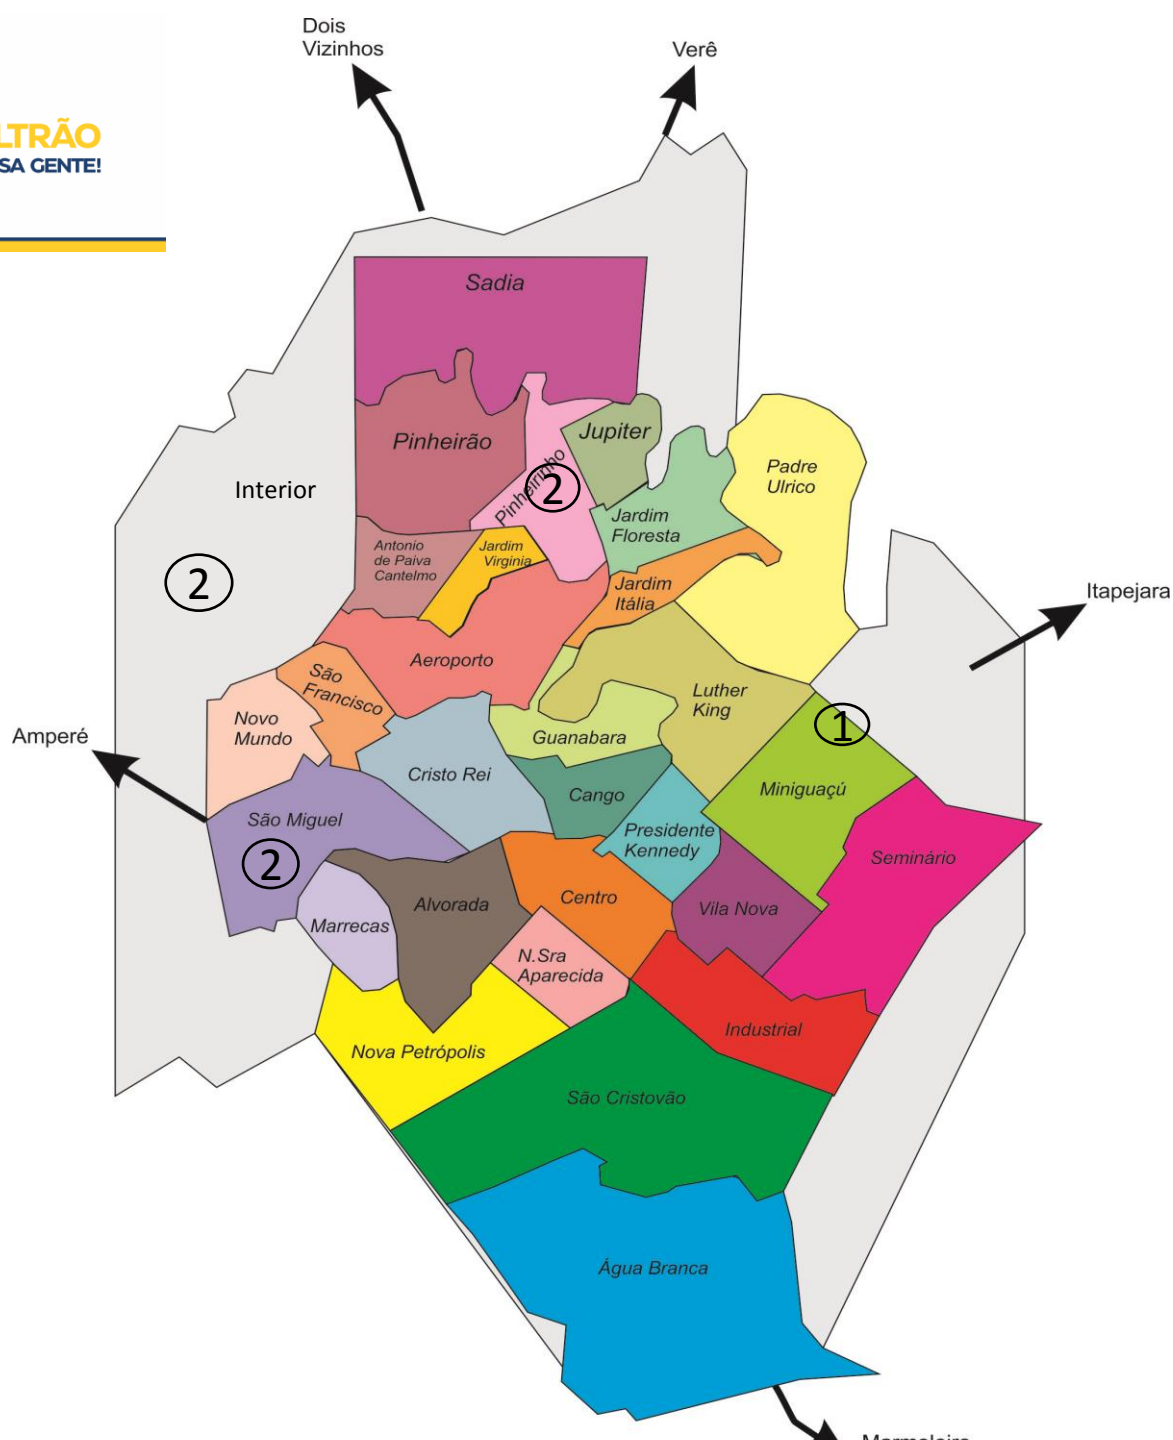 Dois
Vizinhos
Verê
LTRÃO
SA GENTE!
Sadia
Pinheirão
Jupiter
Pinheirinho
2
Padre
Ulrico
Interior
Jardim
Floresta
Antonio
de Paiva
Cantelmo
Jardim
Virginia
2
Jardim
Itália
Itapejara
Aeroporto
São
Francisco
Luther
King
Novo
Mundo
1
Amperé
Guanabara
Cristo Rei
Cango
Miniguaçú
São Miguel
2
Presidente
Kennedy
Seminário
Centro
Alvorada
Vila Nova
Marrecas
N.Sra
Aparecida
Industrial
Nova Petrópolis
São Cristovão
Água Branca